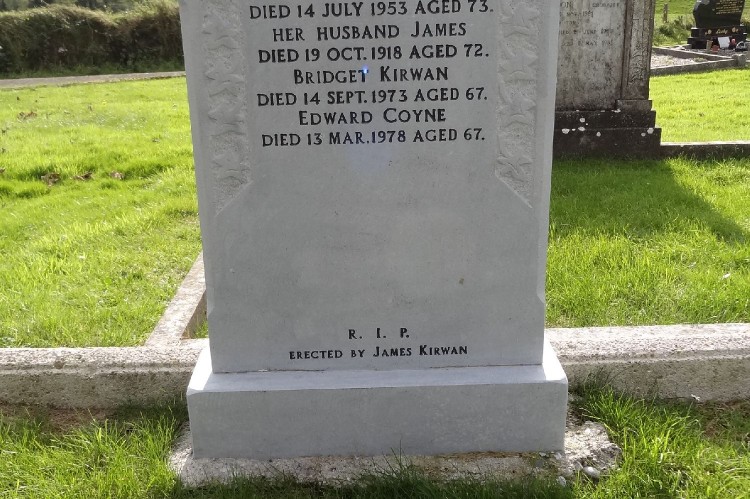 DIED 14 JULY 1953 AGED 73.
HER HUSBAND JAMES
DIED 19 OCT. 1918 AGED 72.
BRIDGET KIRWAN
DIED 14 SEPT. 1973 AGED 67.
EDWARD COYNE
DIED 13 MAR. 1978 AGED 67.
R. I. P.
ERECTED BY JAMES KIRWAN